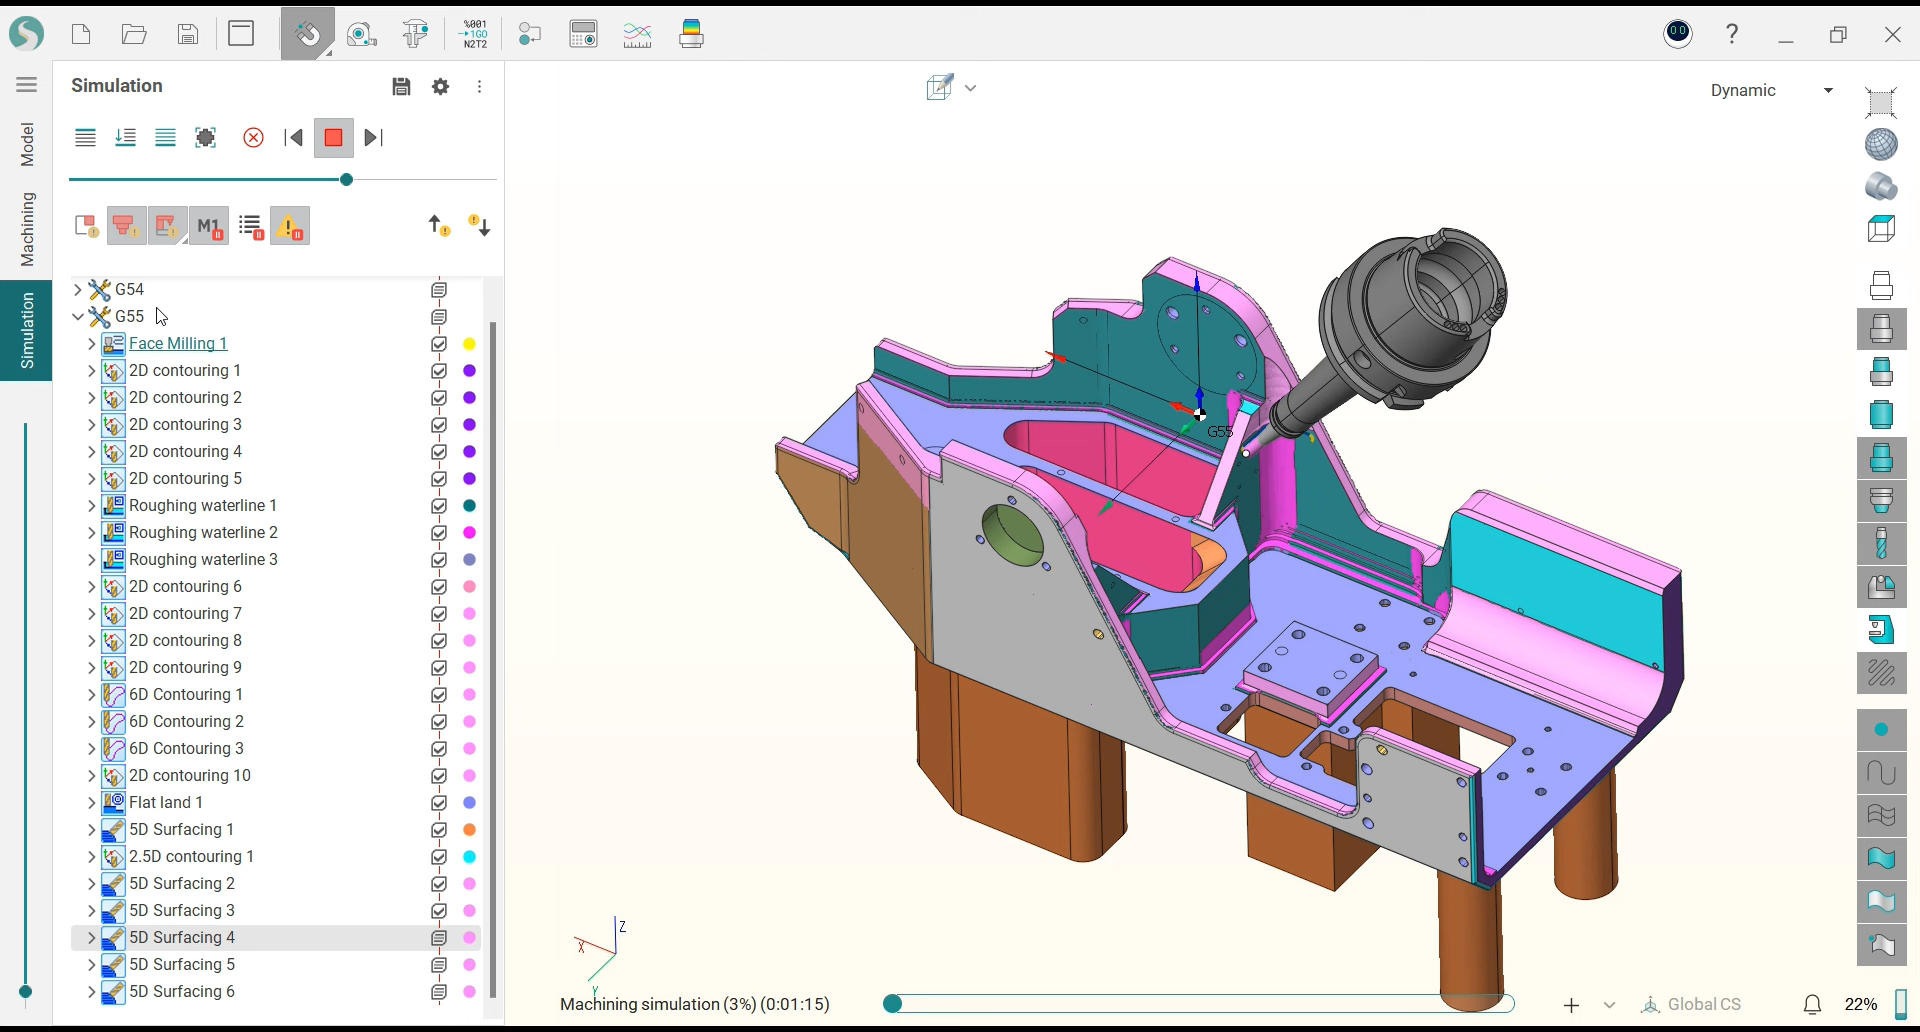 %001
→1G0
N2T2
?
Simulation
Dynamic
Model
Machining
Simulation
M1
G54
G55
Face Milling 1
2D contouring 1
2D contouring 2
2D contouring 3
2D contouring 4
2D contouring 5
Roughing waterline 1
Roughing waterline 2
Roughing waterline 3
2D contouring 6
2D contouring 7
2D contouring 8
2D contouring 9
6D Contouring 1
6D Contouring 2
6D Contouring 3
2D contouring 10
Flat land 1
5D Surfacing 1
2.5D contouring 1
5D Surfacing 2
5D Surfacing 3
5D Surfacing 4
5D Surfacing 5
5D Surfacing 6
G55
Z
X
Y
Machining simulation (3%) (0:01:15)
Global CS
22%